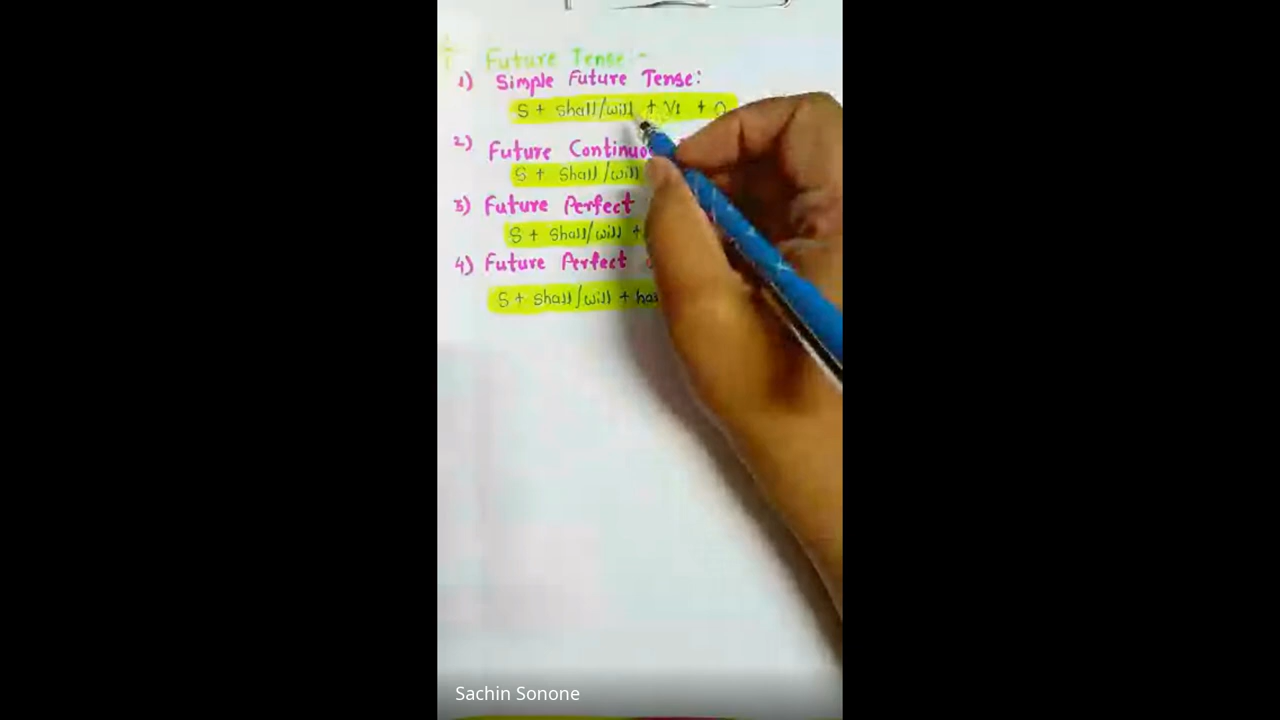 Future Tense:-
1) Simple Future Tense:
S + shall/will + V1 + O
2) Future Continuo
S + Shall/will
3) Future Perfect
S + Shall/will +
4) Future Perfect
S + shall/will + ha
Sachin Sonone